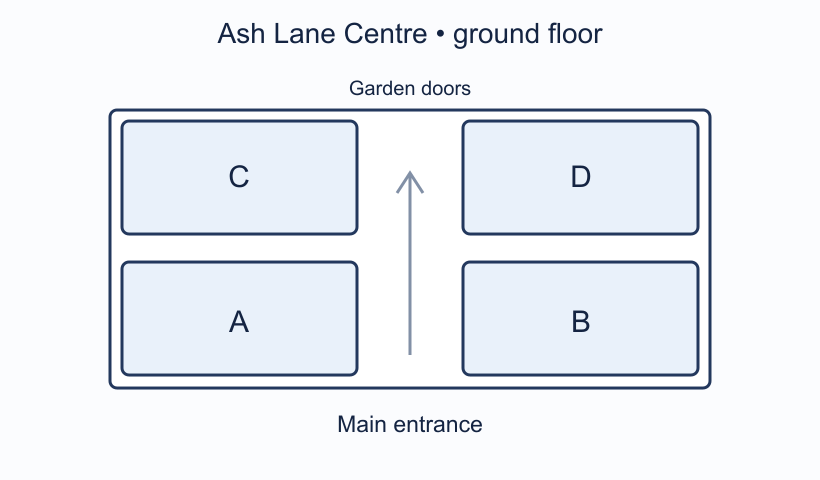 Ash Lane Centre • ground floor
Garden doors
C
D
A
B
Main entrance